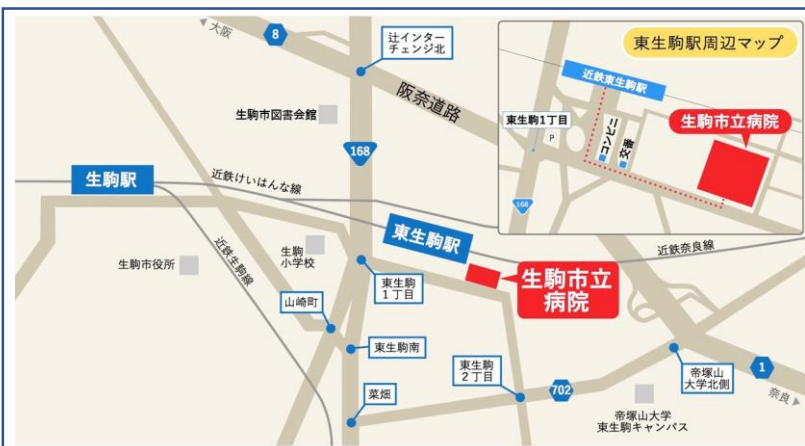 大阪
8
辻インター
チェンジ北
生駒市図書会館
阪奈道路
168
生駒駅
近鉄けいはんな線
東生駒駅
近鉄奈良線
生駒市役所
近鉄生駒線
生駒
小学校
東生駒
1丁目
生駒市立
病院
山崎町
東生駒南
菜畑
東生駒
2丁目
702
帝塚山
大学北側
1
奈良
帝塚山大学
東生駒キャンパス
東生駒駅周辺マップ
近鉄東生駒駅
東生駒1丁目
P
コンビニ
交番
生駒市立病院
168